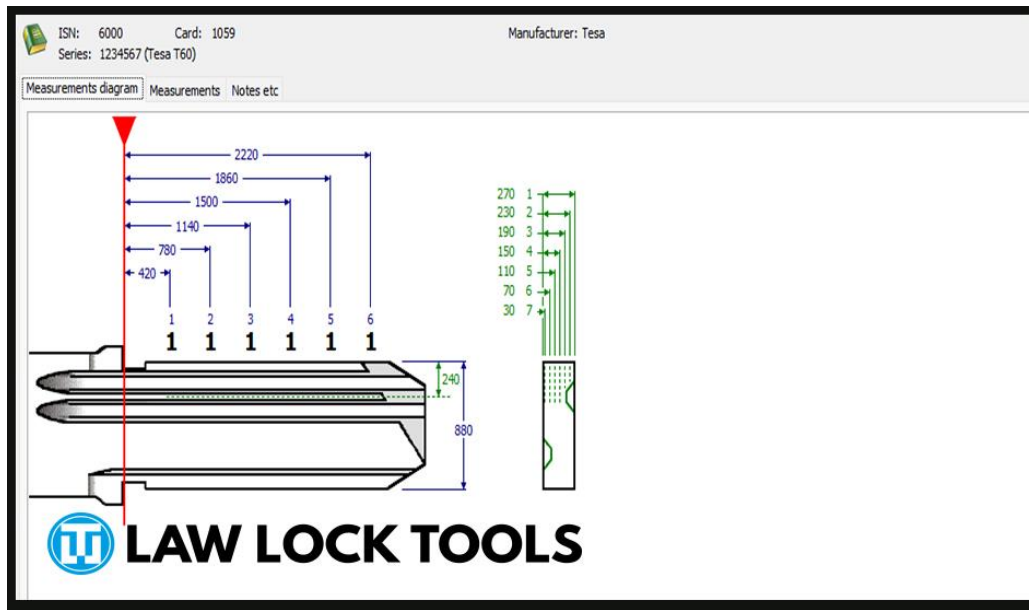 ISN: 6000 Card: 1059 Manufacturer: Tesa
Series: 1234567 (Tesa T60)
Measurements diagram Measurements Notes etc
2220
1860
1500
1140
780
420
1 2 3 4 5 6
1 1 1 1 1 1
240
880
270 1
230 2
190 3
150 4
110 5
70 6
30 7
LAW LOCK TOOLS